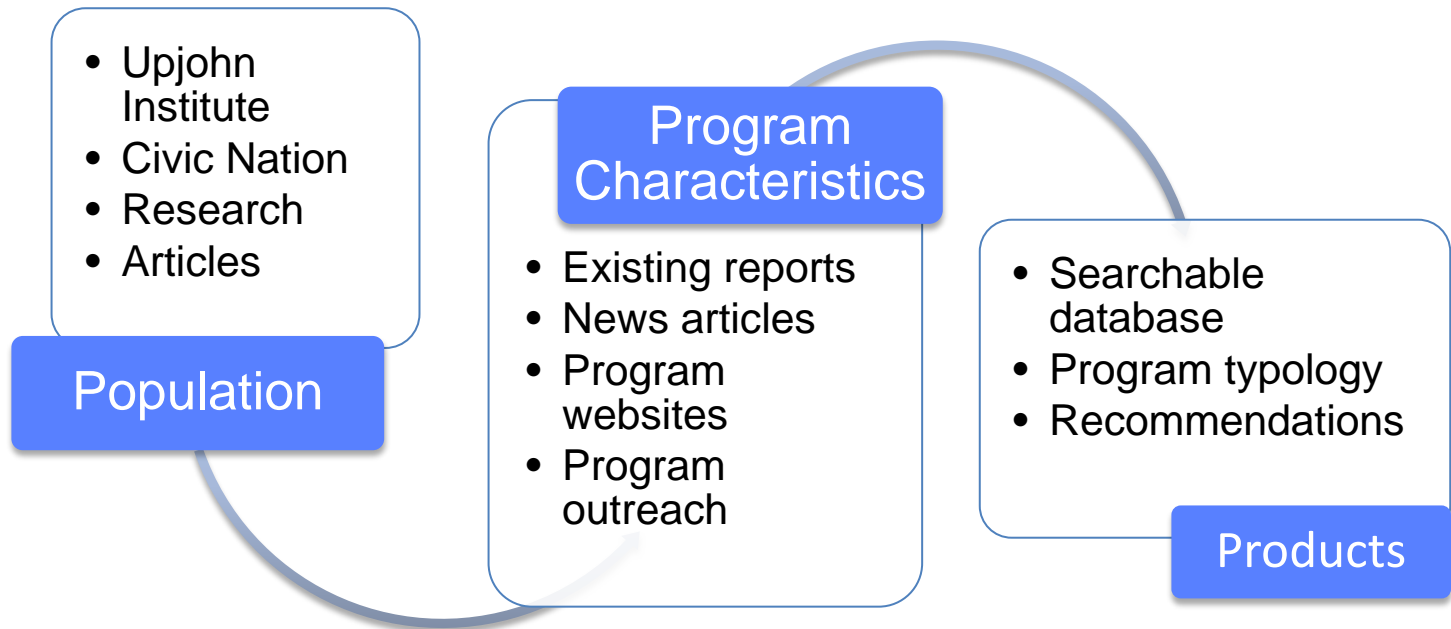 • Upjohn
Institute
• Civic Nation
• Research
• Articles
Population
Program
Characteristics
• Existing reports
• News articles
• Program
websites
• Program
outreach
• Searchable
database
• Program typology
• Recommendations
Products